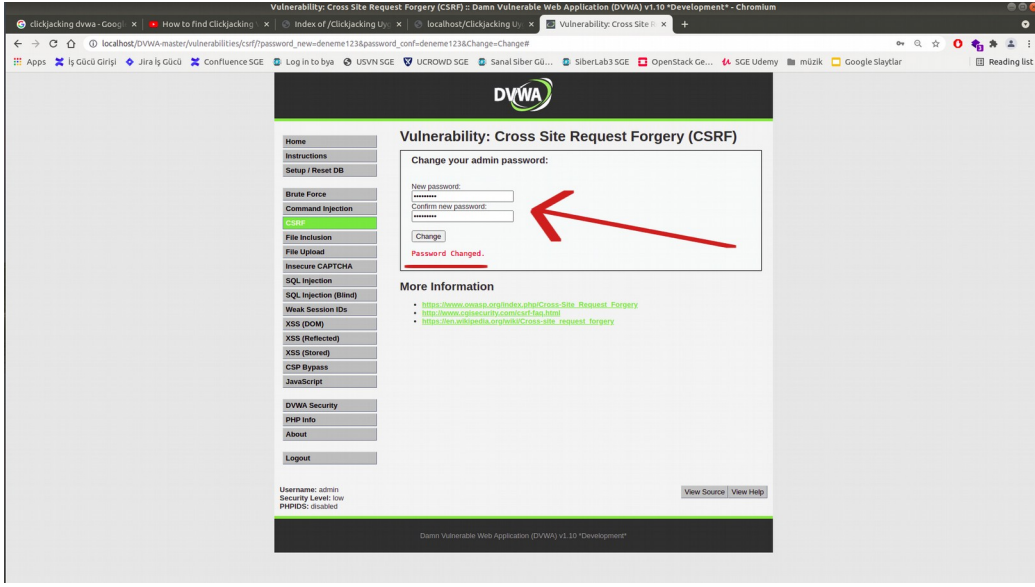 Vulnerability: Cross Site Request Forgery (CSRF) :: Damn Vulnerable Web Application (DVWA) v1.10 *Development* - Chromium
clickjacking dvwa - Googl
How to find Clickjacking
Index of /Clickjacking Uyg
localhost/Clickjacking Uy
Vulnerability: Cross Site R
localhost/DVWA-master/vulnerabilities/csrf/?password_new=deneme123&password_conf=deneme123&Change=Change#
Apps
İş Gücü Girişi
Jira İş Gücü
Confluence SGE
Log in to bya
USVN SGE
UCROWD SGE
Sanal Siber Gü...
SiberLab3 SGE
OpenStack Ge...
SGE Udemy
müzik
Google Slaytlar
Reading list
DVWA
Home
Instructions
Setup / Reset DB
Brute Force
Command Injection
CSRF
File Inclusion
File Upload
Insecure CAPTCHA
SQL Injection
SQL Injection (Blind)
Weak Session IDs
XSS (DOM)
XSS (Reflected)
XSS (Stored)
CSP Bypass
JavaScript
DVWA Security
PHP Info
About
Logout
Vulnerability: Cross Site Request Forgery (CSRF)
Change your admin password:
New password:
•••••••••
Confirm new password:
•••••••••
Change
Password Changed.
More Information
https://www.owasp.org/index.php/Cross-Site_Request_Forgery
http://www.cgisecurity.com/csrf-faq.html
https://en.wikipedia.org/wiki/Cross-site_request_forgery
Username: admin
Security Level: low
PHPIDS: disabled
View Source
View Help
Damn Vulnerable Web Application (DVWA) v1.10 *Development*